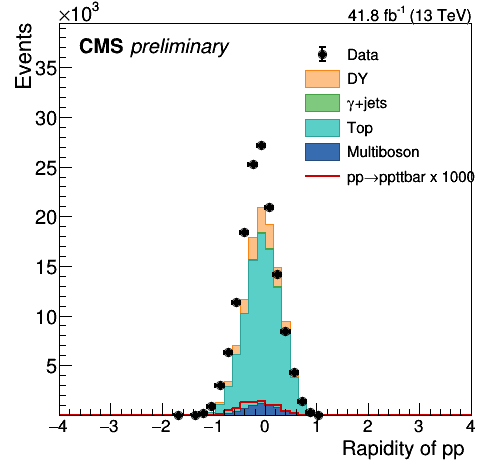 ×10³
41.8 fb⁻¹ (13 TeV)
Events
CMS preliminary
Data
DY
γ+jets
Top
Multiboson
pp→ppttbar x 1000
35
30
25
20
15
10
5
−4 −3 −2 −1 0 1 2 3 4
Rapidity of pp